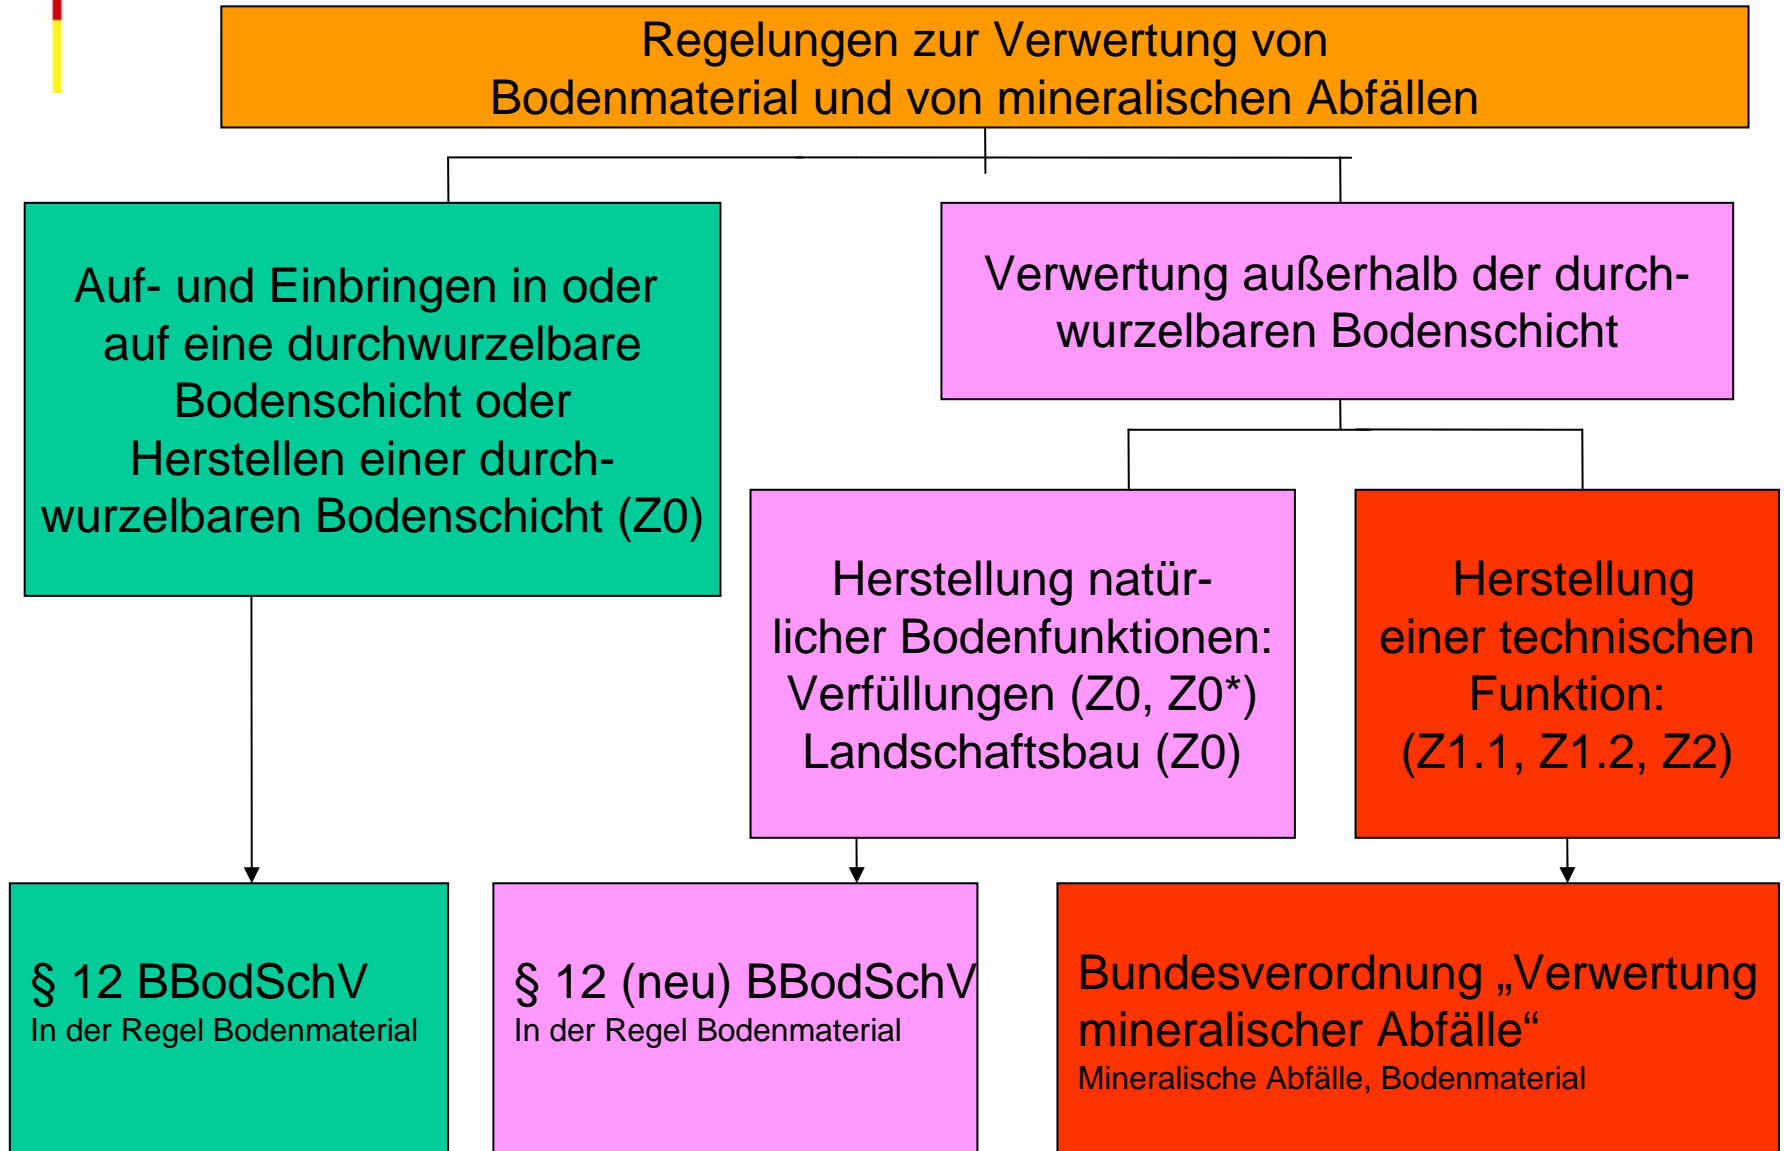 Regelungen zur Verwertung von
Bodenmaterial und von mineralischen Abfällen
Auf- und Einbringen in oder
auf eine durchwurzelbare
Bodenschicht oder
Herstellen einer durch-
wurzelbaren Bodenschicht (Z0)
Verwertung außerhalb der durch-
wurzelbaren Bodenschicht
Herstellung natür-
licher Bodenfunktionen:
Verfüllungen (Z0, Z0*)
Landschaftsbau (Z0)
Herstellung
einer technischen
Funktion:
(Z1.1, Z1.2, Z2)
§ 12 BBodSchV
In der Regel Bodenmaterial
§ 12 (neu) BBodSchV
In der Regel Bodenmaterial
Bundesverordnung „Verwertung
mineralischer Abfälle“
Mineralische Abfälle, Bodenmaterial